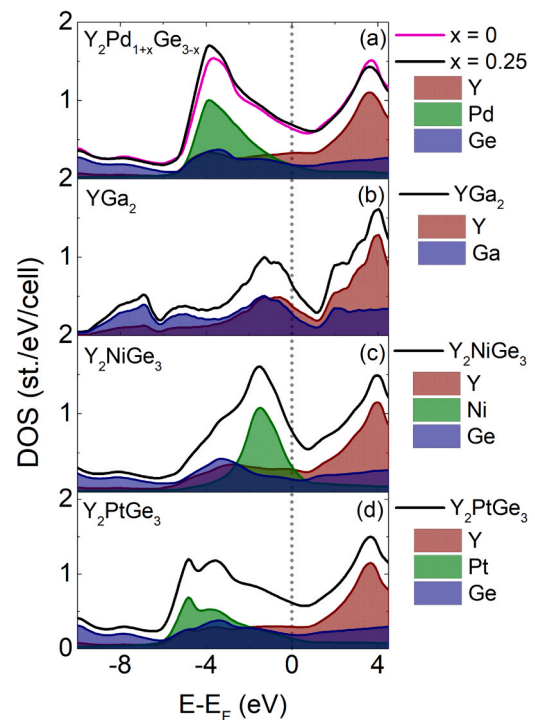 2
Y₂Pd₁₊ₓGe₃₋ₓ
(a)
x = 0
x = 0.25
Y
Pd
Ge
1
2
(b)
YGa₂
Y
Ga
1
2
(c)
Y₂NiGe₃
Y
Ni
Ge
1
2
Y₂PtGe₃
(d)
Y₂PtGe₃
Y
Pt
Ge
1
0
DOS (st./eV/cell)
-8 -4 0 4
E-E_F (eV)
YGa₂
Y₂NiGe₃